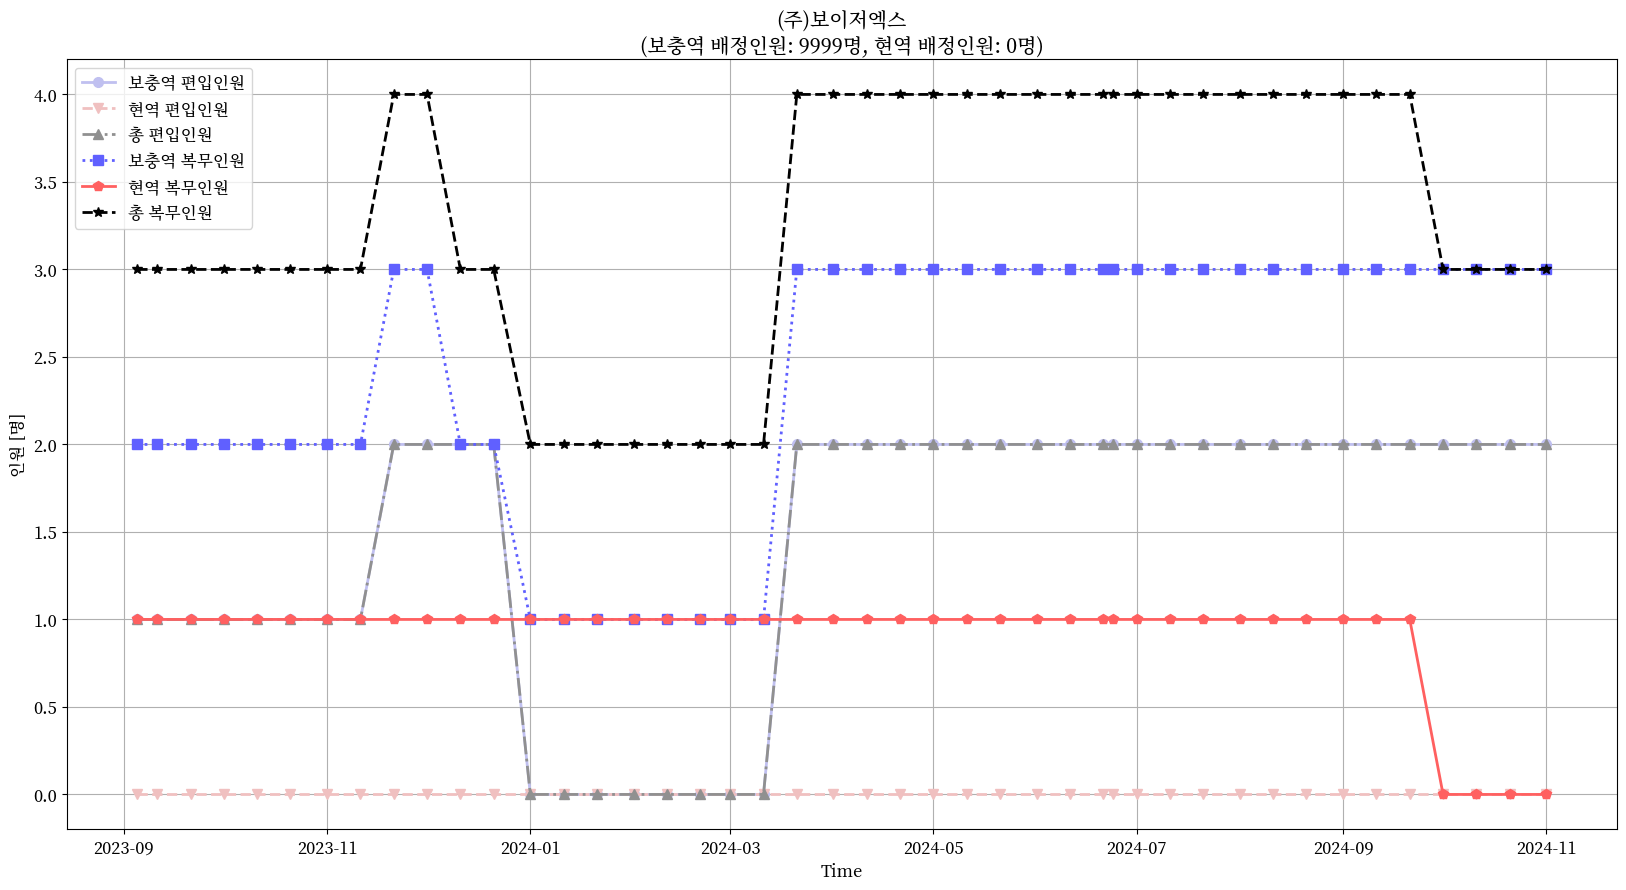 (주)보이저엑스
(보충역 배정인원: 9999명, 현역 배정인원: 0명)
보충역 편입인원
현역 편입인원
총 편입인원
보충역 복무인원
현역 복무인원
총 복무인원
4.0
3.5
3.0
2.5
2.0
1.5
1.0
0.5
0.0
인원 [명]
2023-09 2023-11 2024-01 2024-03 2024-05 2024-07 2024-09 2024-11
Time